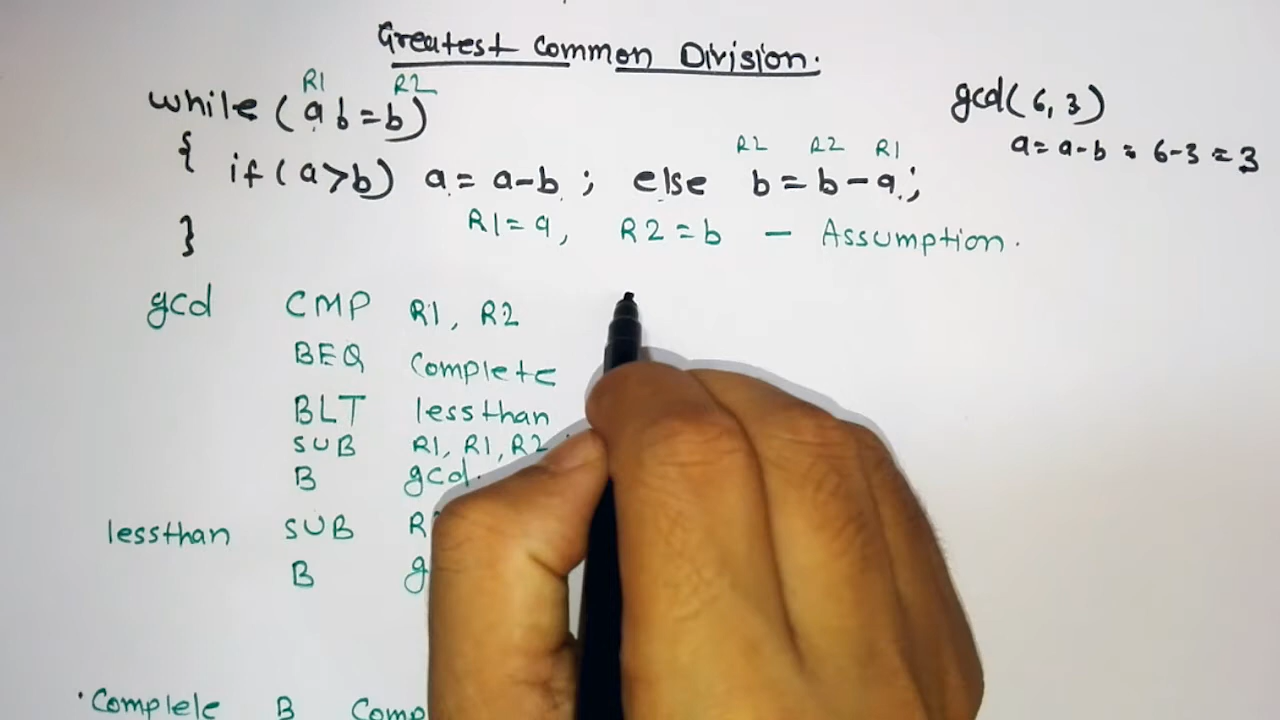 Greatest Common Division.
R1 R2
while ( a b = b )
gcd( 6, 3 )
a = a - b = 6 - 3 = 3
R2 R2 R1
{ if ( a > b ) a = a - b ; else b = b - a ;
R1 = a, R2 = b - Assumption.
}
gcd CMP R1, R2
BEQ Complete
BLT lessthan
SUB R1, R1, R2
B gcd.
lessthan SUB
B
Complele B